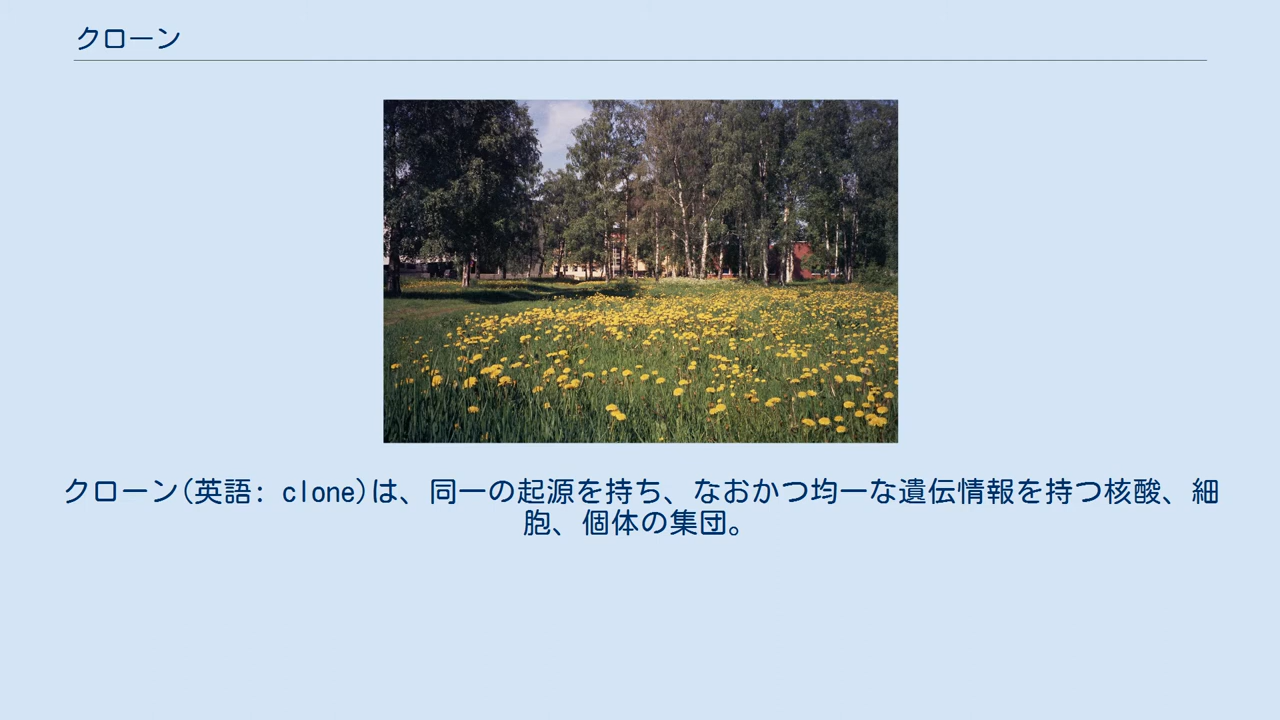 クローン
クローン(英語: clone)は、同一の起源を持ち、なおかつ均一な遺伝情報を持つ核酸、細
胞、個体の集団。